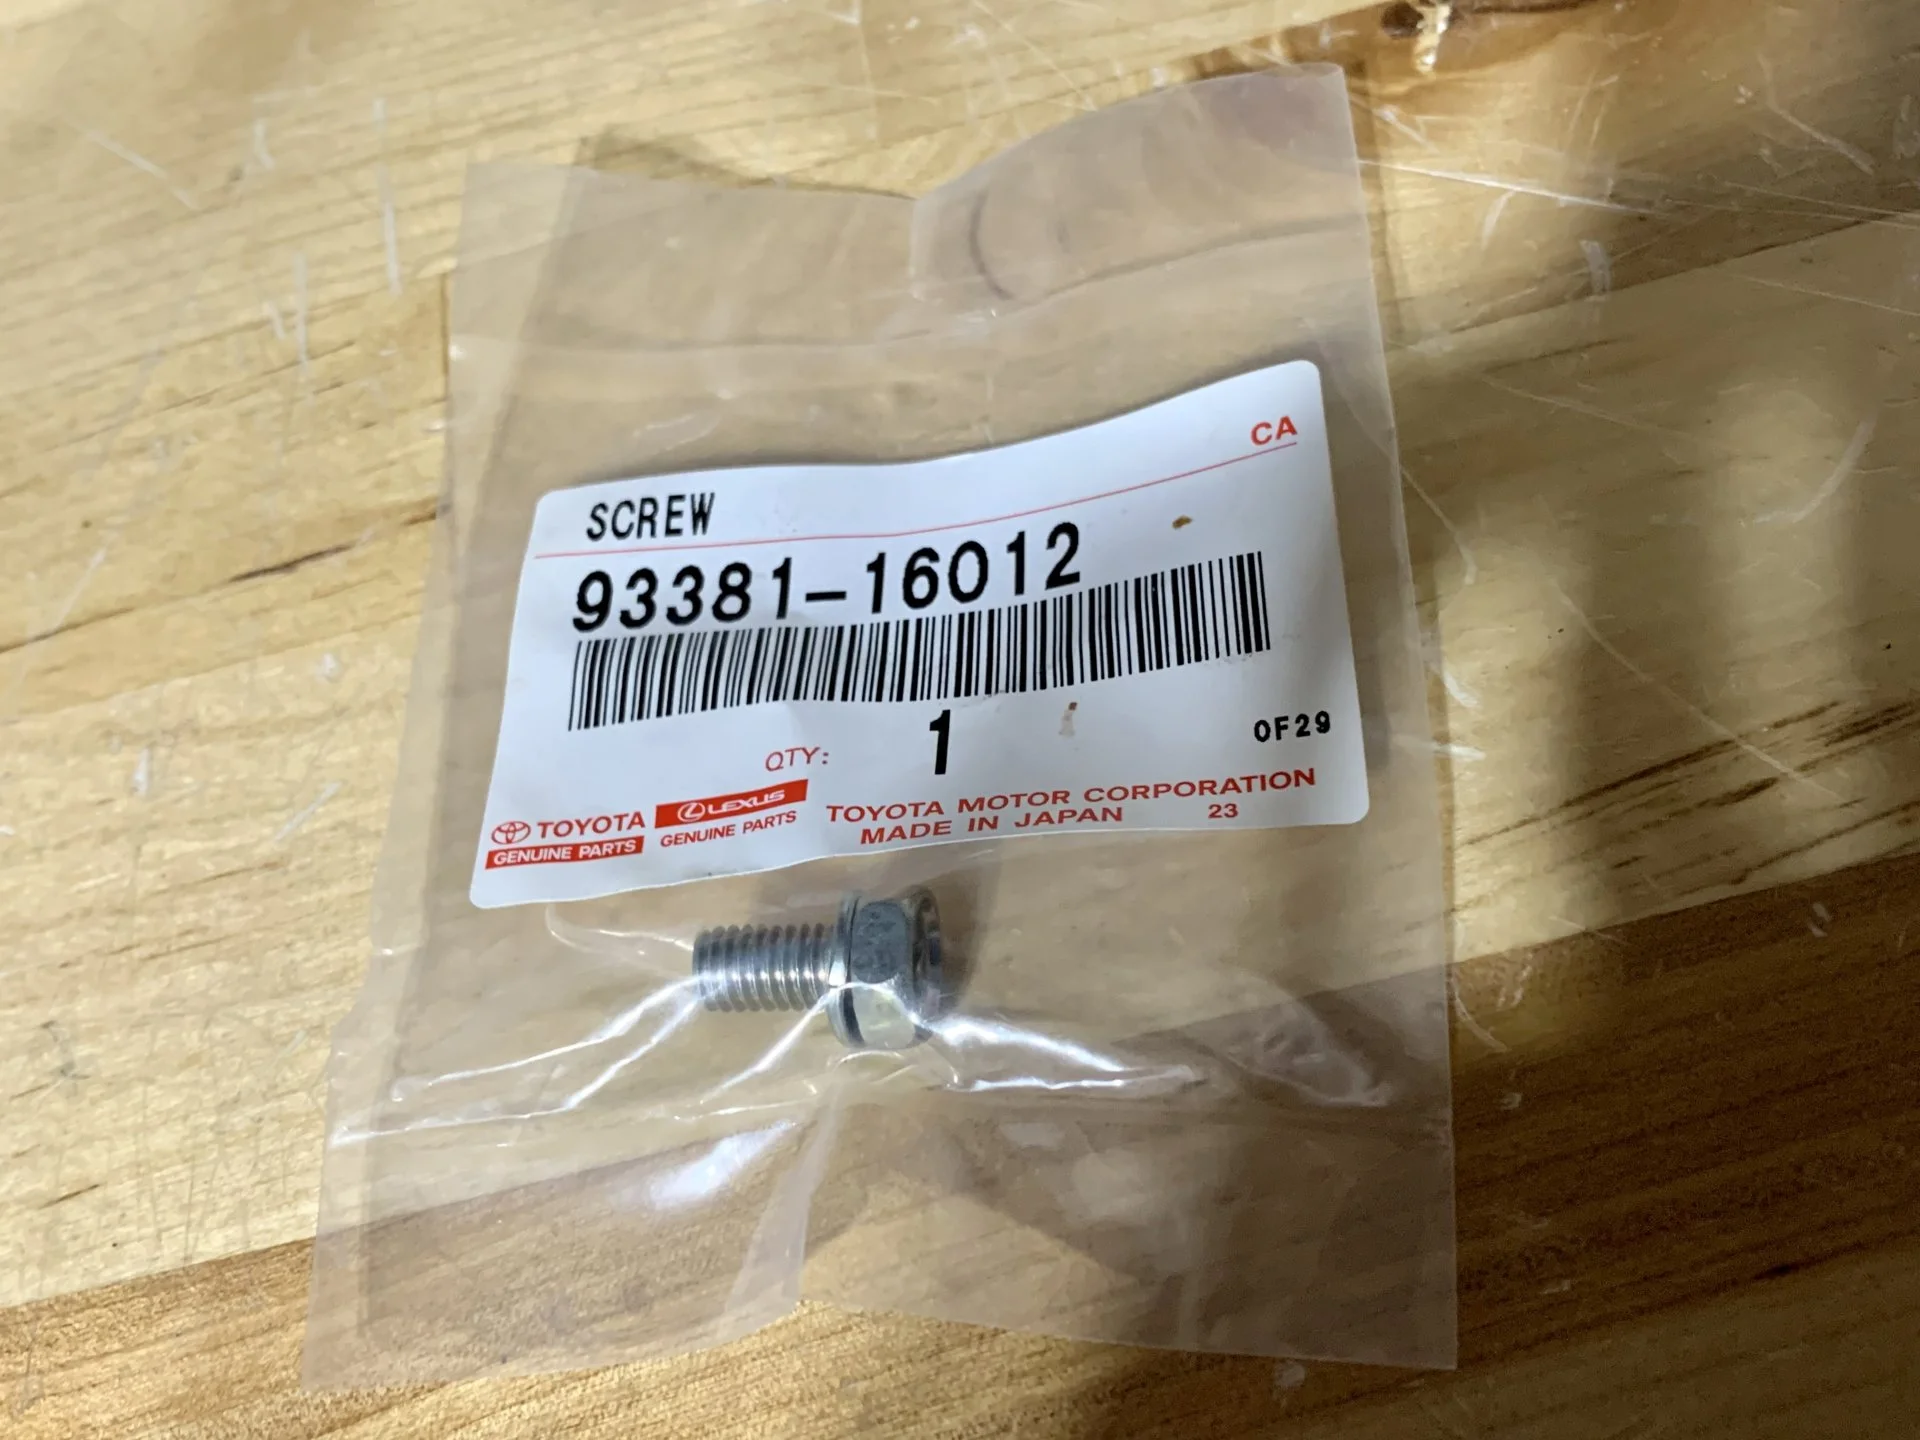 CA
SCREW
93381-16012
QTY: 1
0F29
TOYOTA
GENUINE PARTS
LEXUS
GENUINE PARTS
TOYOTA MOTOR CORPORATION
MADE IN JAPAN 23